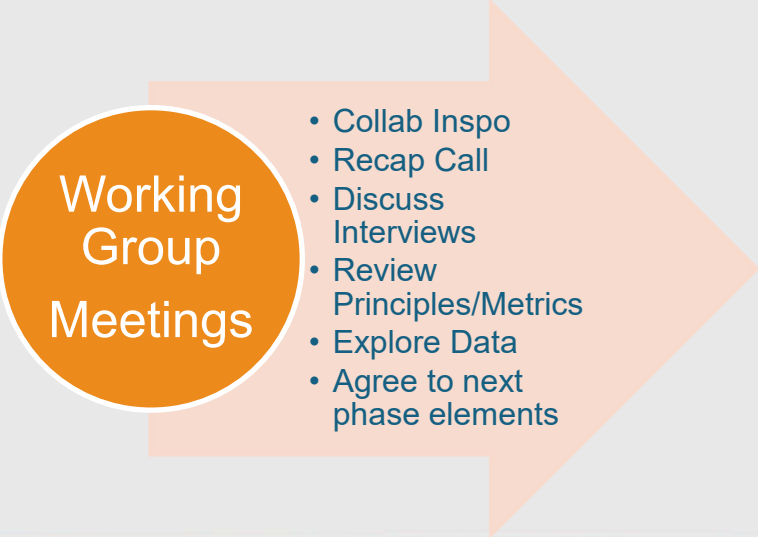 Working
Group
Meetings
• Collab Inspo
• Recap Call
• Discuss
Interviews
• Review
Principles/Metrics
• Explore Data
• Agree to next
phase elements